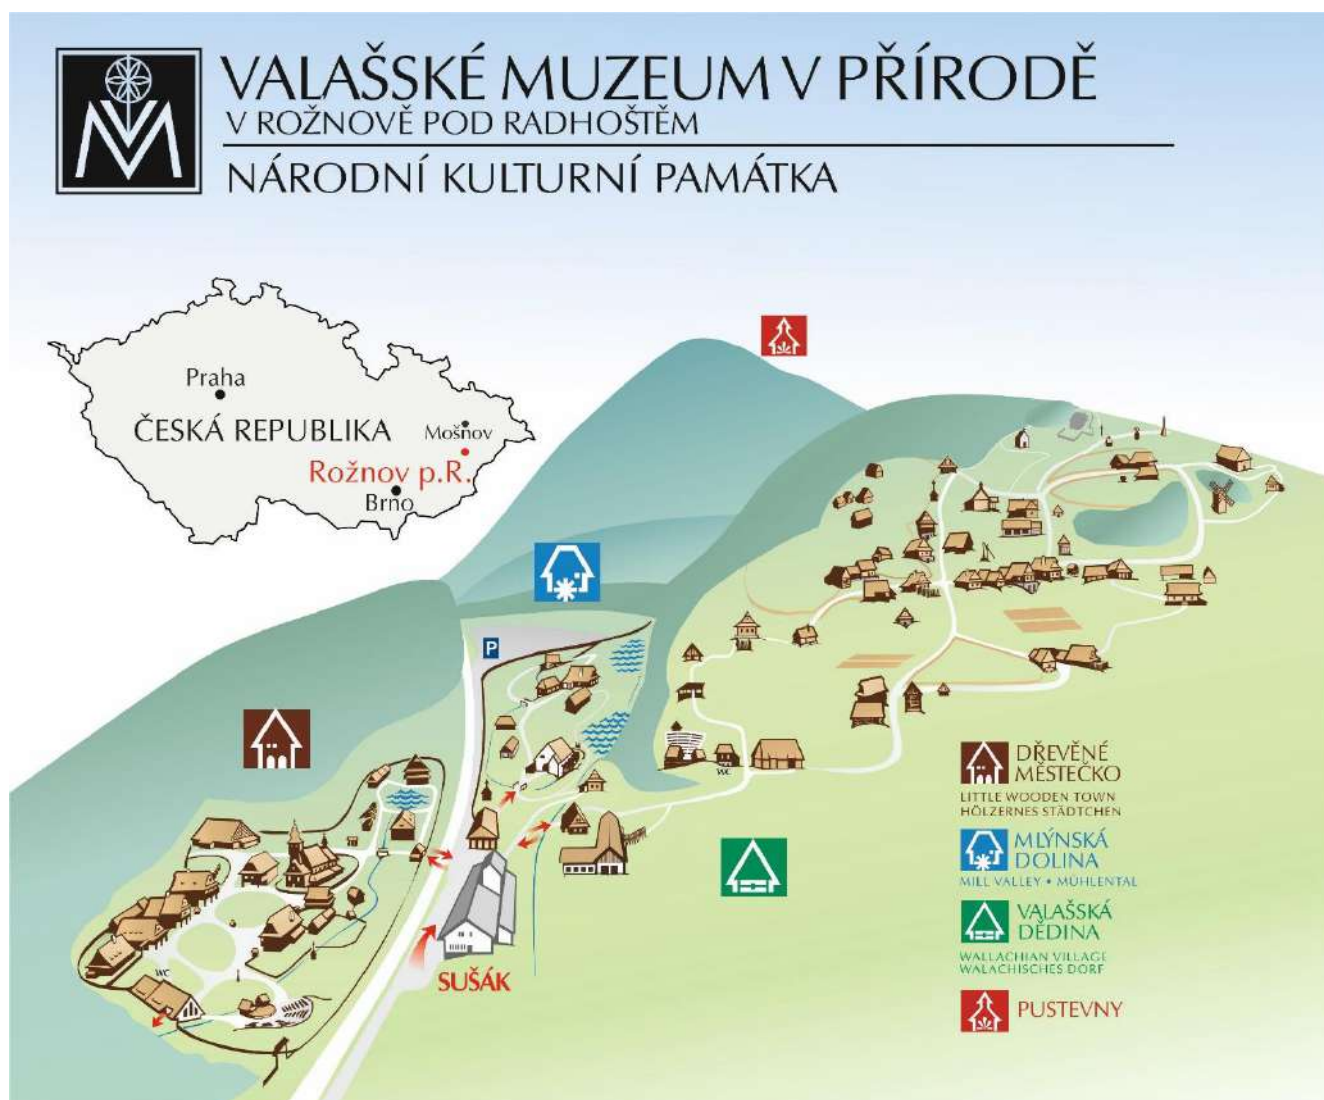 VALAŠSKÉ MUZEUM V PŘÍRODĚ
V ROŽNOVĚ POD RADHOŠTĚM
NÁRODNÍ KULTURNÍ PAMÁTKA
Praha
ČESKÁ REPUBLIKA
Mošnov
Rožnov p.R.
Brno
P
WC
WC
SUŠÁK
DŘEVĚNÉ
MĚSTEČKO
LITTLE WOODEN TOWN
HÖLZERNES STÄDTCHEN
MLÝNSKÁ
DOLINA
MILL VALLEY • MÜHLENTAL
VALAŠSKÁ
DĚDINA
WALLACHIAN VILLAGE
WALACHISCHES DORF
PUSTEVNY